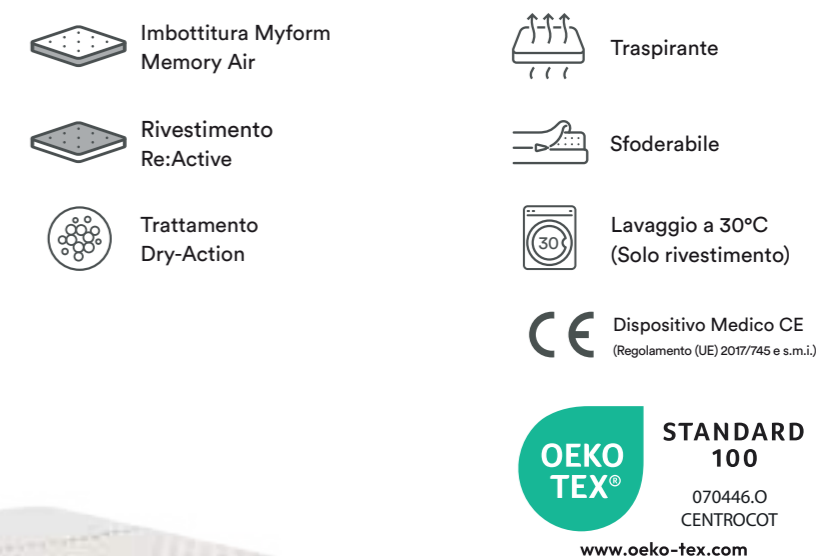 Imbottitura Myform
Memory Air
Rivestimento
Re:Active
Trattamento
Dry-Action
Traspirante
Sfoderabile
30
Lavaggio a 30°C
(Solo rivestimento)
CE
Dispositivo Medico CE
(Regolamento (UE) 2017/745 e s.m.i.)
OEKO
TEX®
STANDARD
100
070446.O
CENTROCOT
www.oeko-tex.com